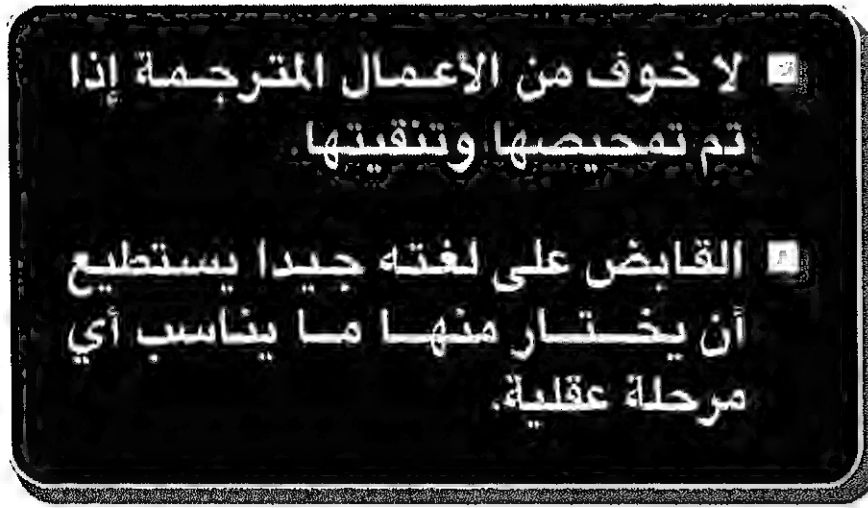 ■ لا خوف من الأعمال المترجمة إذا
تم تمحيصها وتنقيتها.
■ القابض على لغته جيدا يستطيع
أن يختار منها ما يناسب أي
مرحلة عقلية.